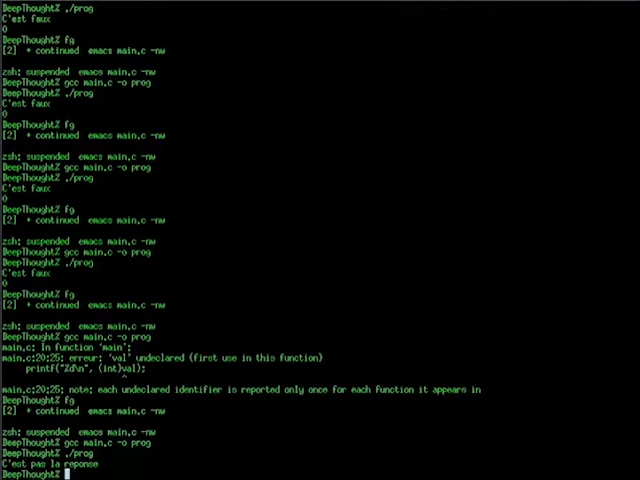 DeepThought% ./prog
C'est faux
0
DeepThought% fg
[2]  + continued  emacs main.c -nw
zsh: suspended  emacs main.c -nw
DeepThought% gcc main.c -o prog
DeepThought% ./prog
C'est faux
0
DeepThought% fg
[2]  + continued  emacs main.c -nw
zsh: suspended  emacs main.c -nw
DeepThought% gcc main.c -o prog
DeepThought% ./prog
C'est faux
0
DeepThought% fg
[2]  + continued  emacs main.c -nw
zsh: suspended  emacs main.c -nw
DeepThought% gcc main.c -o prog
DeepThought% ./prog
C'est faux
0
DeepThought% fg
[2]  + continued  emacs main.c -nw
zsh: suspended  emacs main.c -nw
DeepThought% gcc main.c -o prog
main.c: In function 'main':
main.c:20:25: erreur: 'val' undeclared (first use in this function)
printf("%d\n", (int)val);
^
main.c:20:25: note: each undeclared identifier is reported only once for each function it appears in
DeepThought% fg
[2]  + continued  emacs main.c -nw
zsh: suspended  emacs main.c -nw
DeepThought% gcc main.c -o prog
DeepThought% ./prog
C'est pas la reponse
DeepThought%